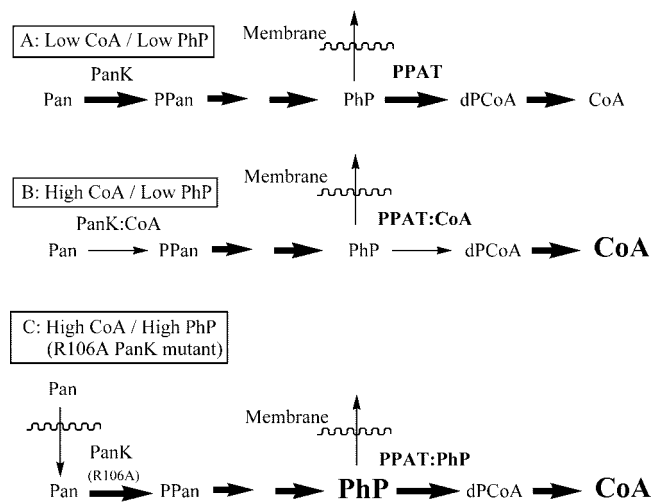 A: Low CoA / Low PhP
Membrane
PanK
PPAT
Pan PPan PhP dPCoA CoA
B: High CoA / Low PhP
Membrane
PanK:CoA
PPAT:CoA
Pan PPan PhP dPCoA CoA
C: High CoA / High PhP
(R106A PanK mutant)
Pan
Membrane
PanK
PPAT:PhP
(R106A)
Pan PPan PhP dPCoA CoA